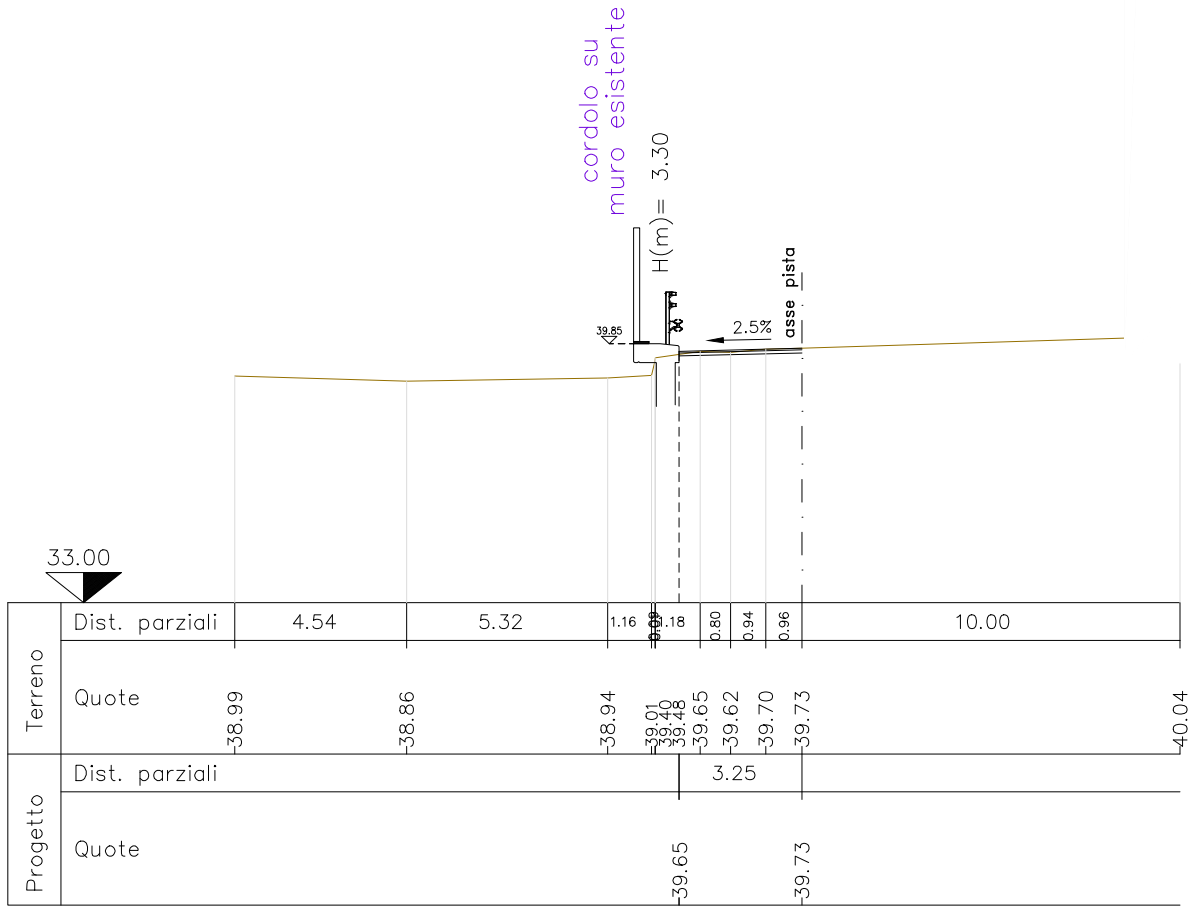 cordolo su
muro esistente
H(m)= 3.30
asse pista
39.85
2.5%
33.00
Terreno
Dist. parziali 4.54 5.32 1.16 0.09 1.18 0.80 0.94 0.96 10.00
Quote 38.99 38.86 38.94 39.01 39.40 39.48 39.65 39.62 39.70 39.73 40.04
Progetto
Dist. parziali 3.25
Quote 39.65 39.73